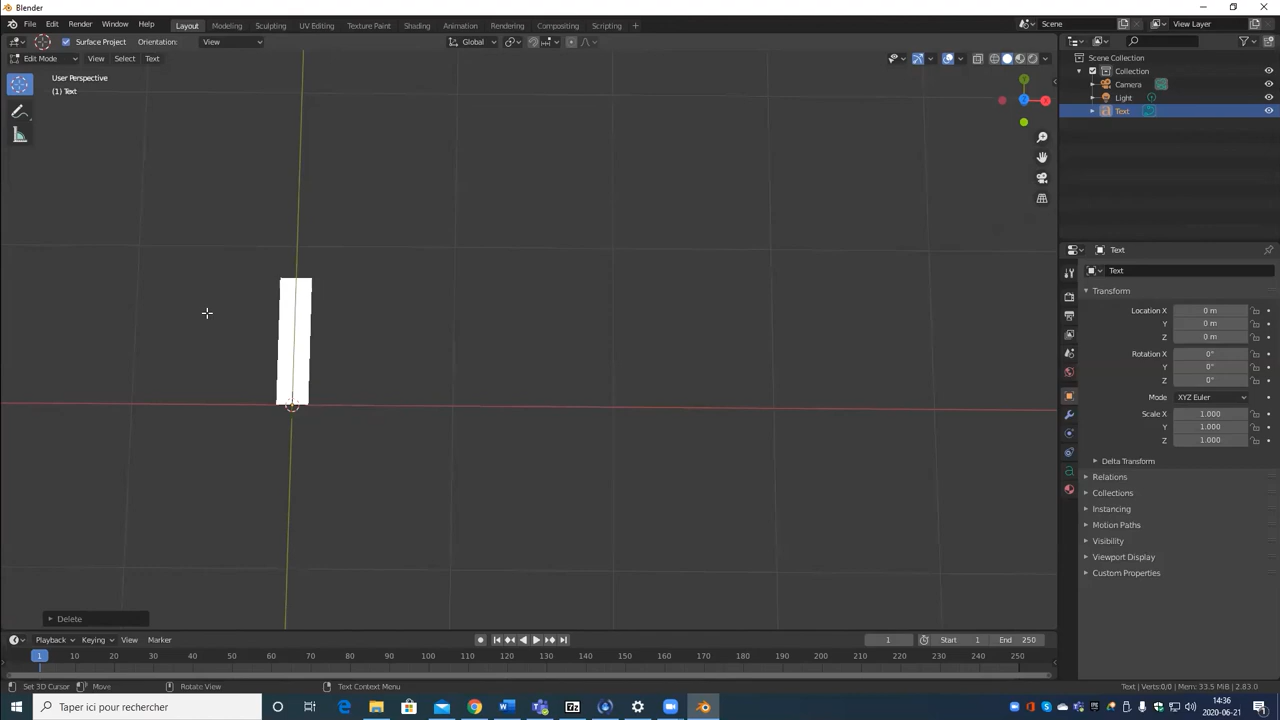 Blender
File Edit Render Window Help Layout Modeling Sculpting UV Editing Texture Paint Shading Animation Rendering Compositing Scripting + Scene View Layer
Surface Project Orientation: View Global
Edit Mode View Select Text
User Perspective
(1) Text
X
Y
Z
Scene Collection
Collection
Camera
Light
Text
Text
Text
Transform
Location X 0 m
Y 0 m
Z 0 m
Rotation X 0°
Y 0°
Z 0°
Mode XYZ Euler
Scale X 1.000
Y 1.000
Z 1.000
Delta Transform
Relations
Collections
Instancing
Motion Paths
Visibility
Viewport Display
Custom Properties
Delete
Playback Keying View Marker 1 Start 1 End 250
1 10 20 30 40 50 60 70 80 90 100 110 120 130 140 150 160 170 180 190 200 210 220 230 240 250
Set 3D Cursor Move Rotate View Text Context Menu Text | Verts:0/0 | Mem: 33.5 MiB | 2.83.0
Taper ici pour rechercher
14:36
2020-06-21